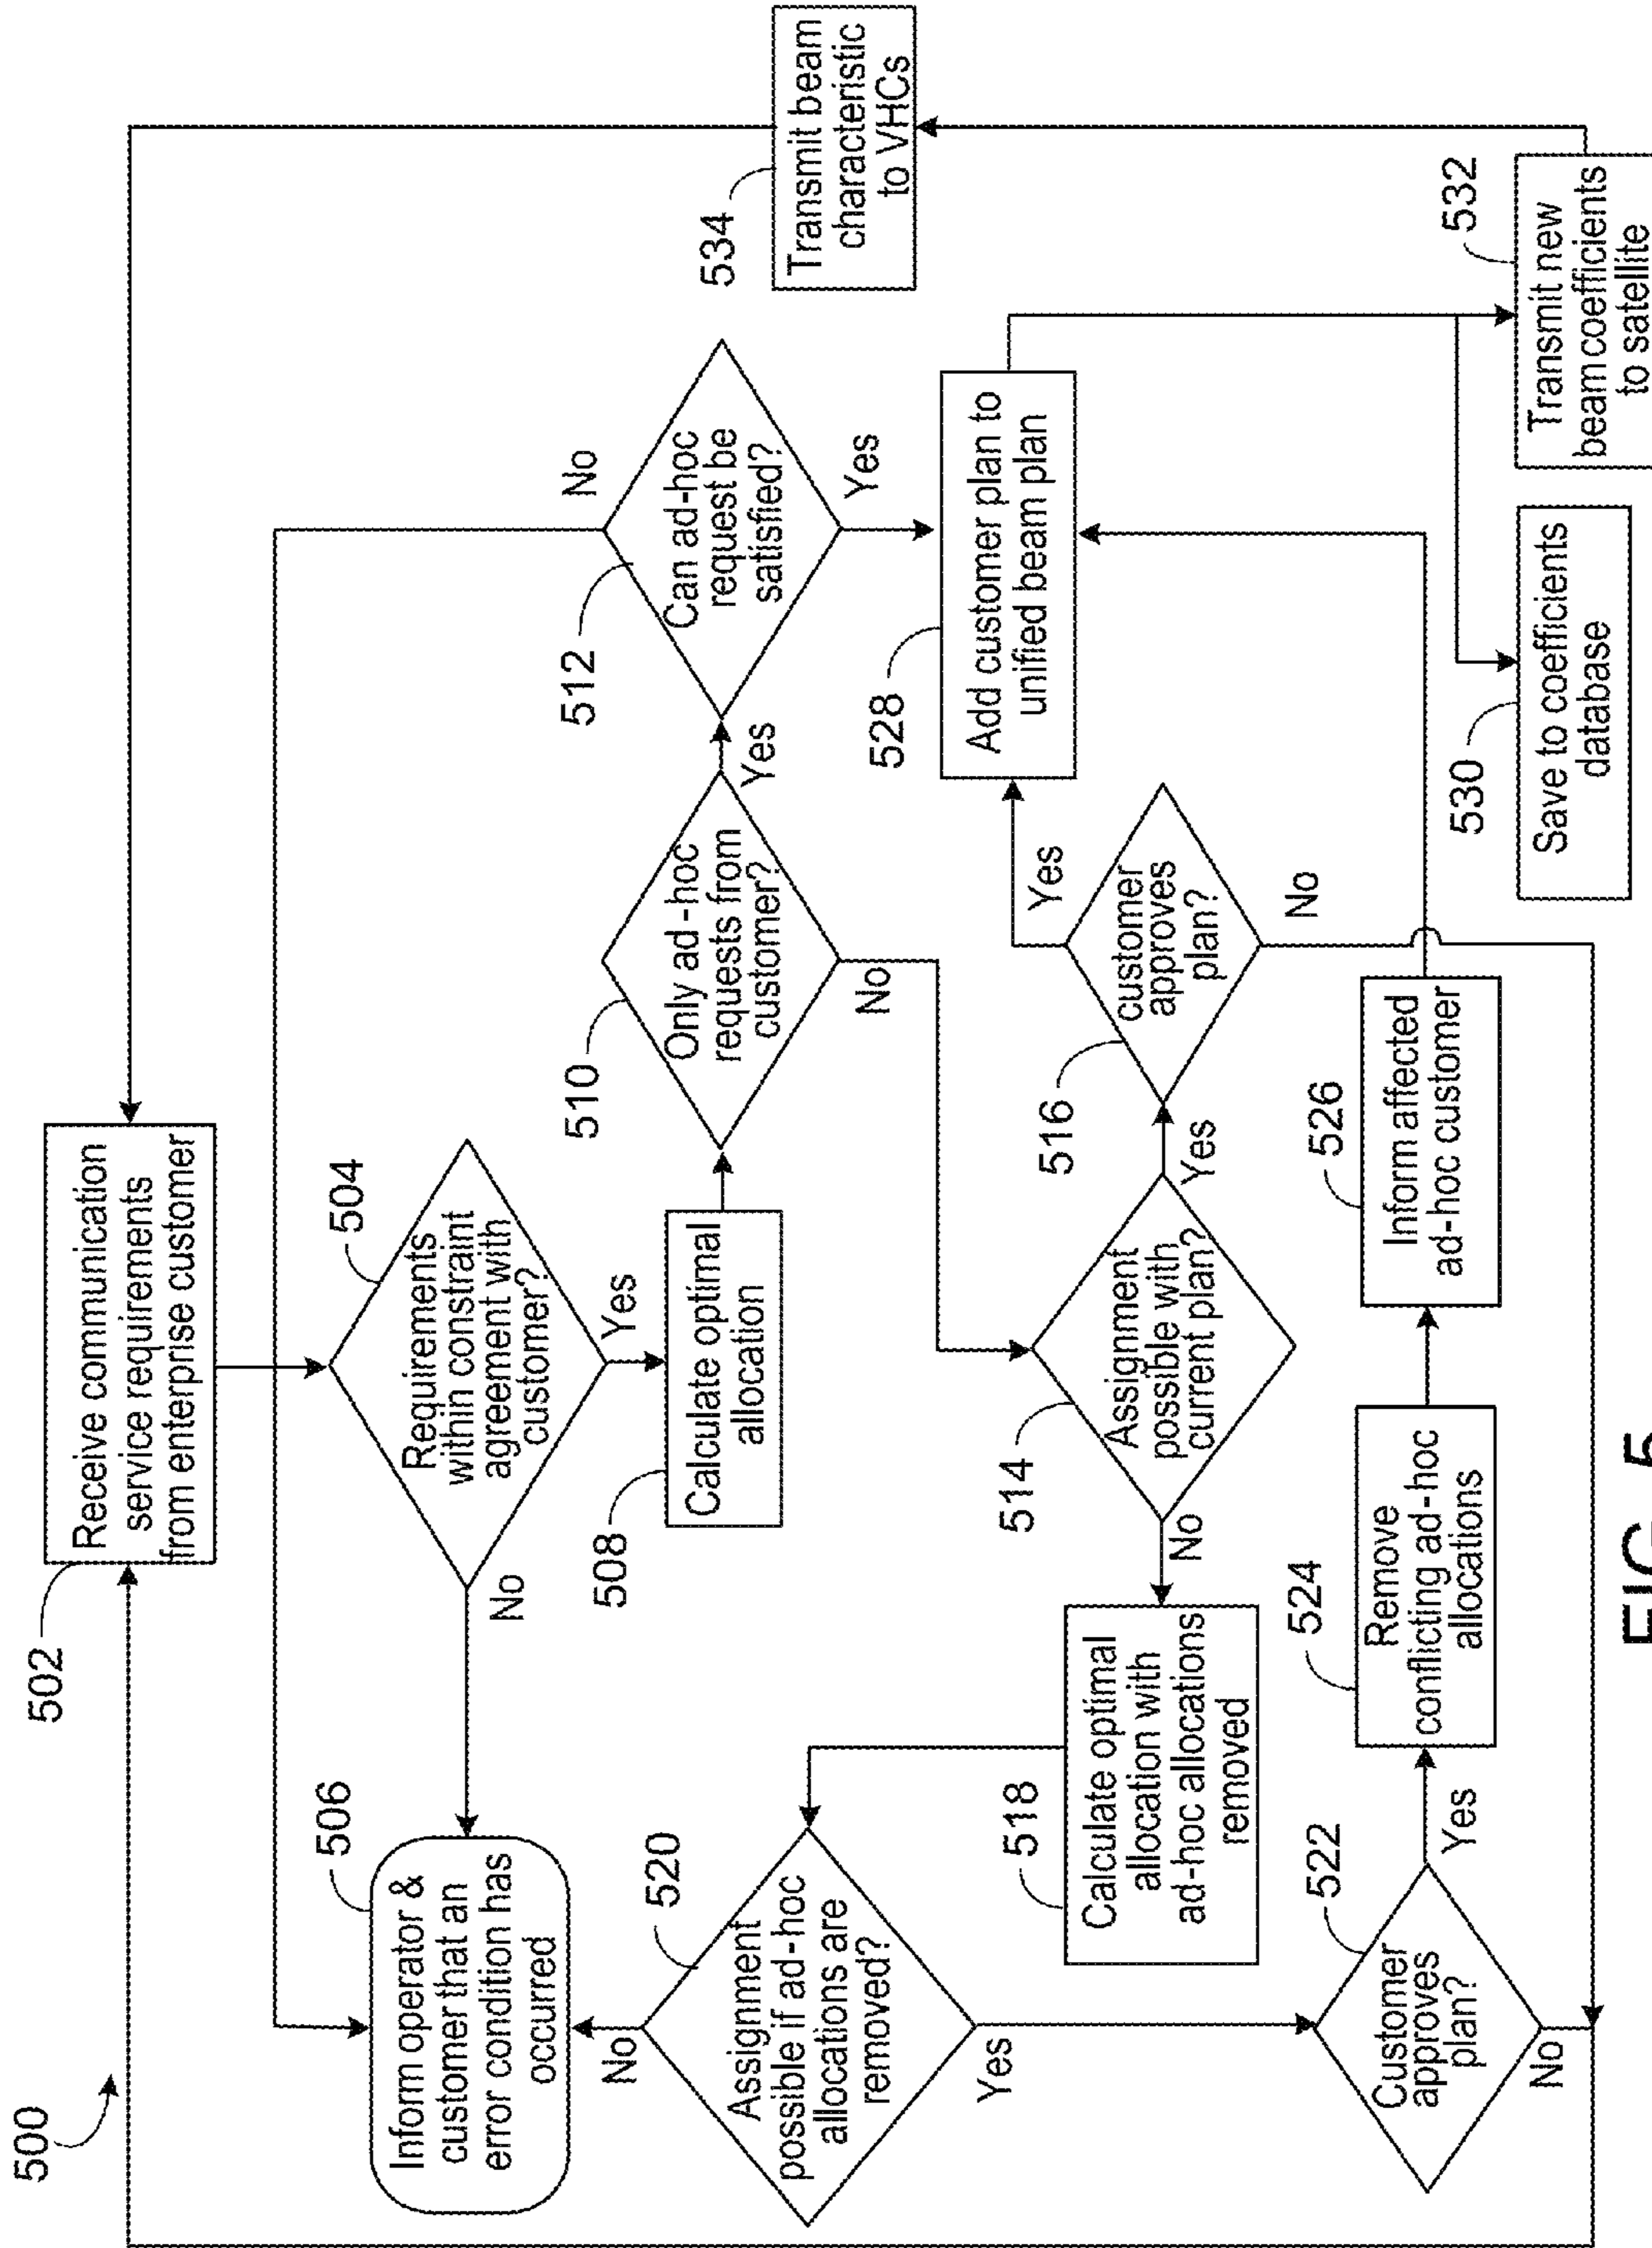 500
502
Receive communication
service requirements
from enterprise customer
504
Requirements
within constraint
agreement with
customer?
No
Yes
506
Inform operator &
customer that an
error condition has
occurred
508
Calculate optimal
allocation
510
Only ad-hoc
requests from
customer?
Yes
No
512
Can ad-hoc
request be
satisfied?
No
Yes
514
Assignment
possible with
current plan?
Yes
No
516
customer
approves
plan?
Yes
No
518
Calculate optimal
allocation with
ad-hoc allocations
removed
520
Assignment
possible if ad-hoc
allocations are
removed?
No
Yes
522
Customer
approves
plan?
Yes
No
524
Remove
conflicting ad-hoc
allocations
526
Inform affected
ad-hoc customer
528
Add customer plan to
unified beam plan
530
Save to coefficients
database
532
Transmit new
beam coefficients
to satellite
534
Transmit beam
characteristic
to VHCs
FIG. 5